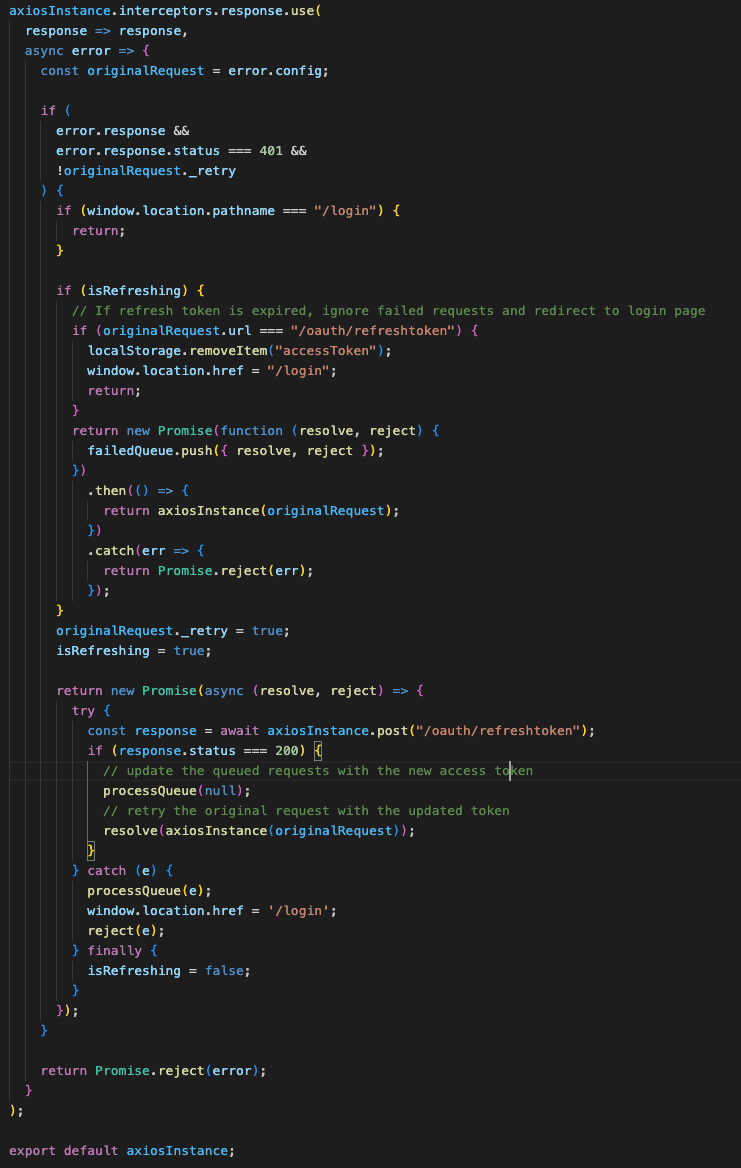 axiosInstance.interceptors.response.use(
  response => response,
  async error => {
    const originalRequest = error.config;

    if (
      error.response &&
      error.response.status === 401 &&
      !originalRequest._retry
    ) {
      if (window.location.pathname === "/login") {
        return;
      }

      if (isRefreshing) {
        // If refresh token is expired, ignore failed requests and redirect to login page
        if (originalRequest.url === "/oauth/refreshtoken") {
          localStorage.removeItem("accessToken");
          window.location.href = "/login";
          return;
        }
        return new Promise(function (resolve, reject) {
          failedQueue.push({ resolve, reject });
        })
          .then(() => {
            return axiosInstance(originalRequest);
          })
          .catch(err => {
            return Promise.reject(err);
          });
      }
      originalRequest._retry = true;
      isRefreshing = true;

      return new Promise(async (resolve, reject) => {
        try {
          const response = await axiosInstance.post("/oauth/refreshtoken");
          if (response.status === 200) {
            // update the queued requests with the new access token
            processQueue(null);
            // retry the original request with the updated token
            resolve(axiosInstance(originalRequest));
          }
        } catch (e) {
          processQueue(e);
          window.location.href = '/login';
          reject(e);
        } finally {
          isRefreshing = false;
        }
      });
    }

    return Promise.reject(error);
  }
);

export default axiosInstance;